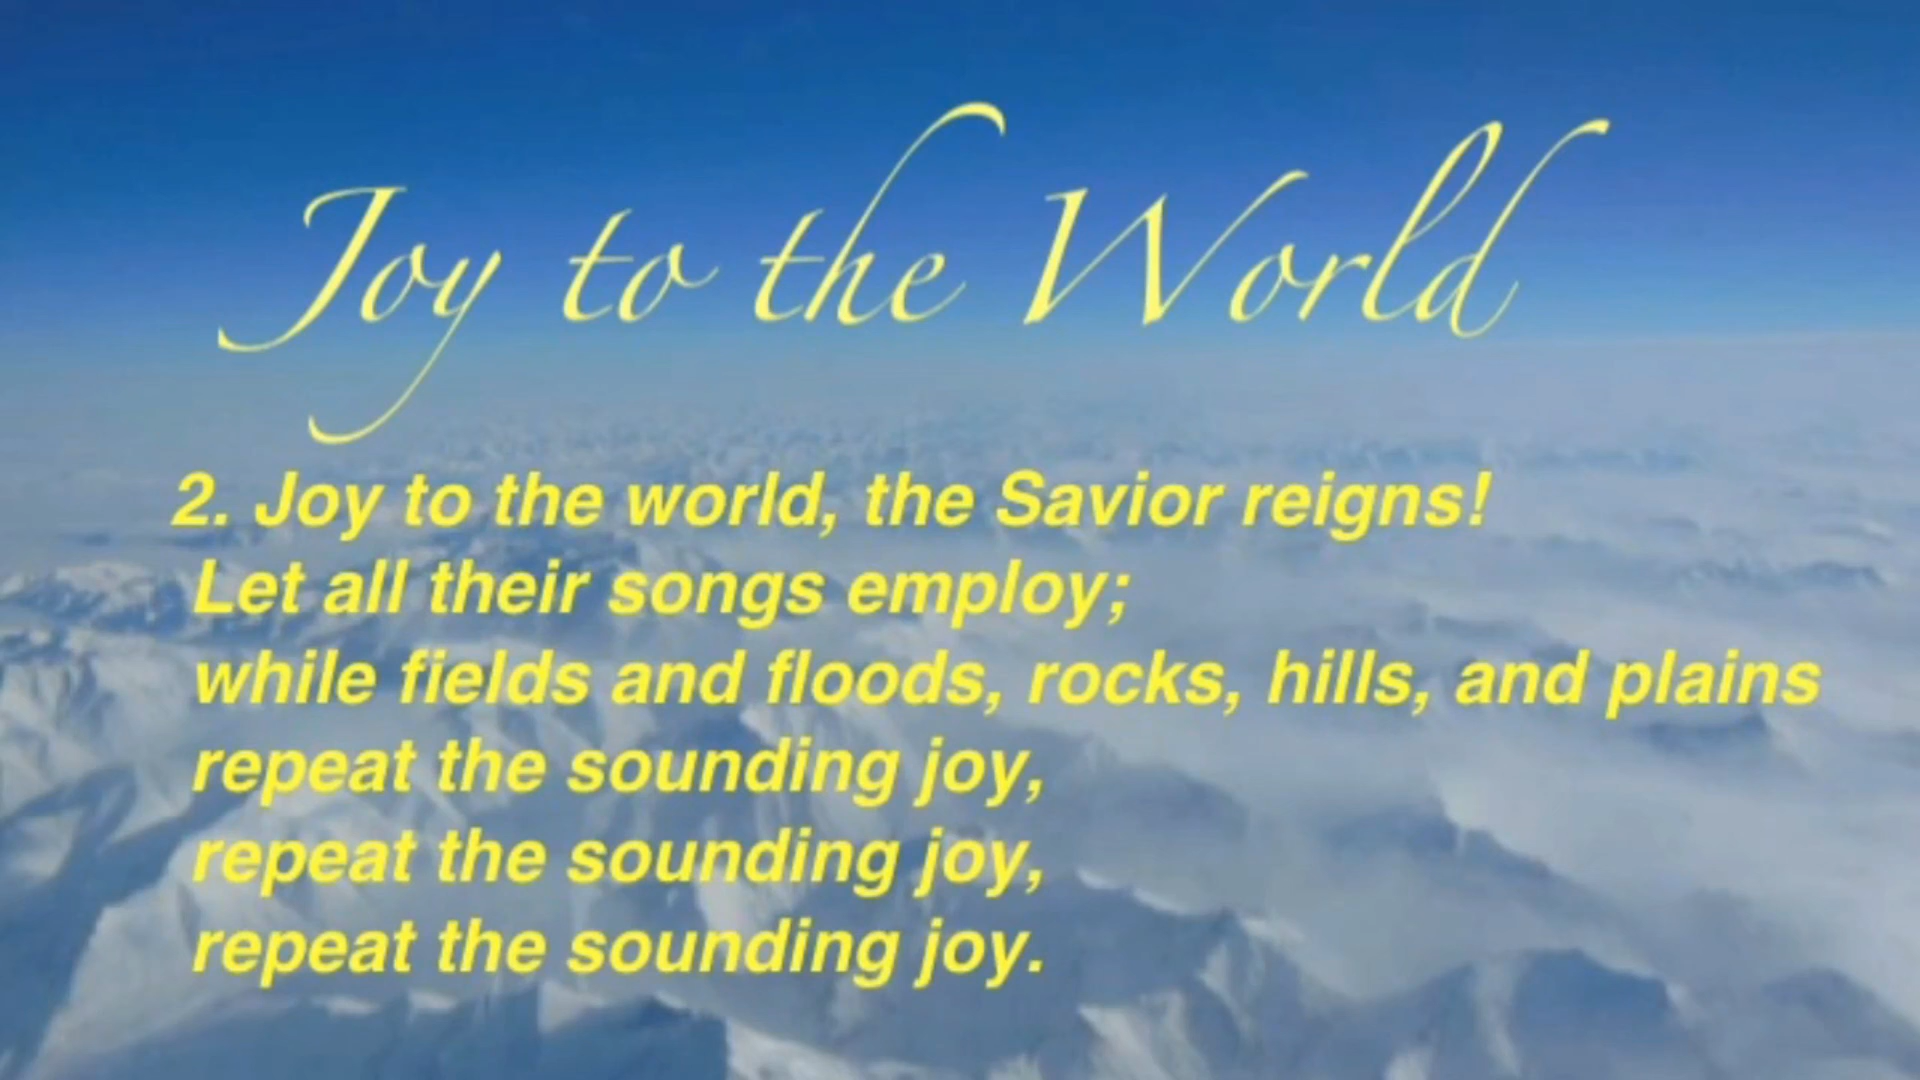 Joy to the World
2. Joy to the world, the Savior reigns!
Let all their songs employ;
while fields and floods, rocks, hills, and plains
repeat the sounding joy,
repeat the sounding joy,
repeat the sounding joy.